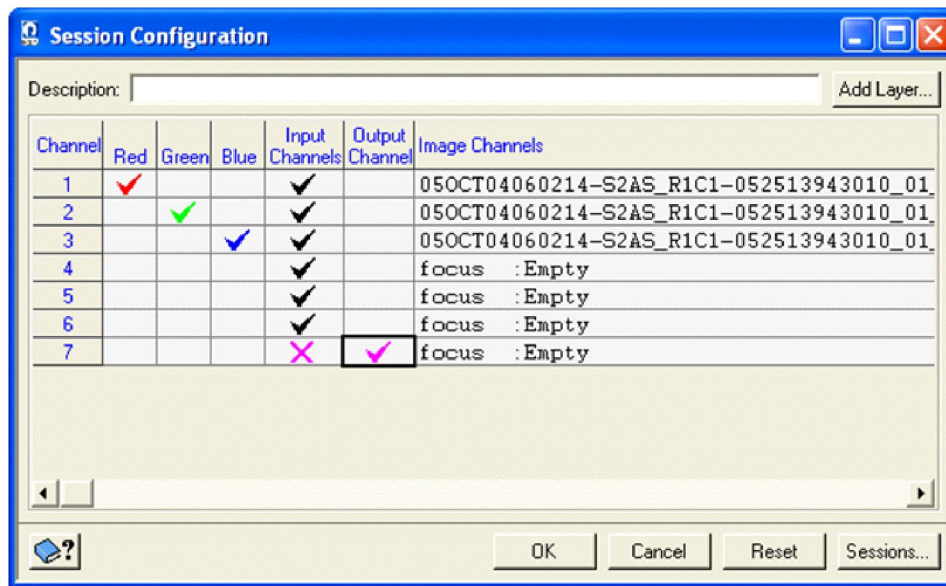 Session Configuration
Description: Add Layer...
Channel Red Green Blue Input Channels Output Channel Image Channels
1 05OCT04060214-S2AS_R1C1-052513943010_01_
2 05OCT04060214-S2AS_R1C1-052513943010_01_
3 05OCT04060214-S2AS_R1C1-052513943010_01_
4 focus :Empty
5 focus :Empty
6 focus :Empty
7 focus :Empty
? OK Cancel Reset Sessions...